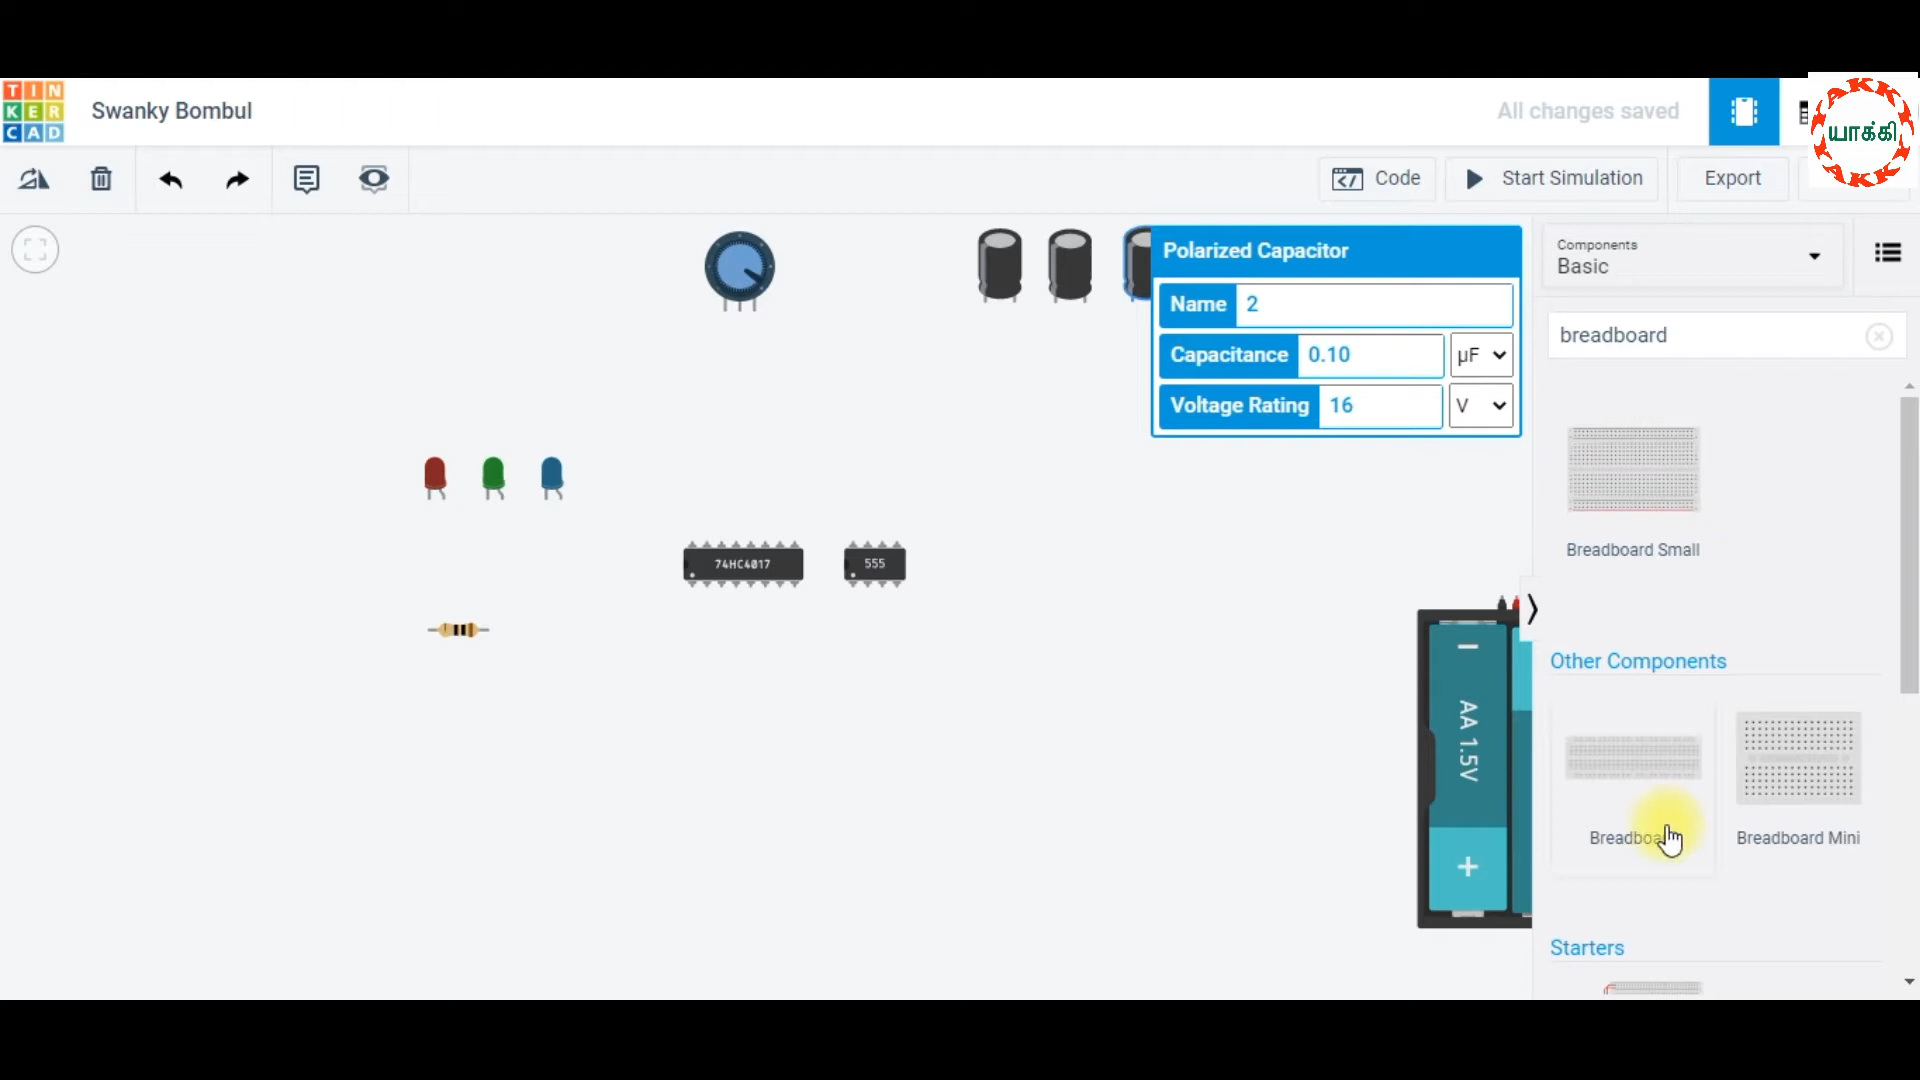 TIN
KER
CAD
Swanky Bombul
All changes saved
AKK
யாக்கி
AKK
Code
Start Simulation
Export
Polarized Capacitor
Name 2
Capacitance 0.10 µF
Voltage Rating 16 V
Components
Basic
breadboard
Breadboard Small
74HC4017
555
Other Components
AA 1.5V
Breadboard Mini
Starters